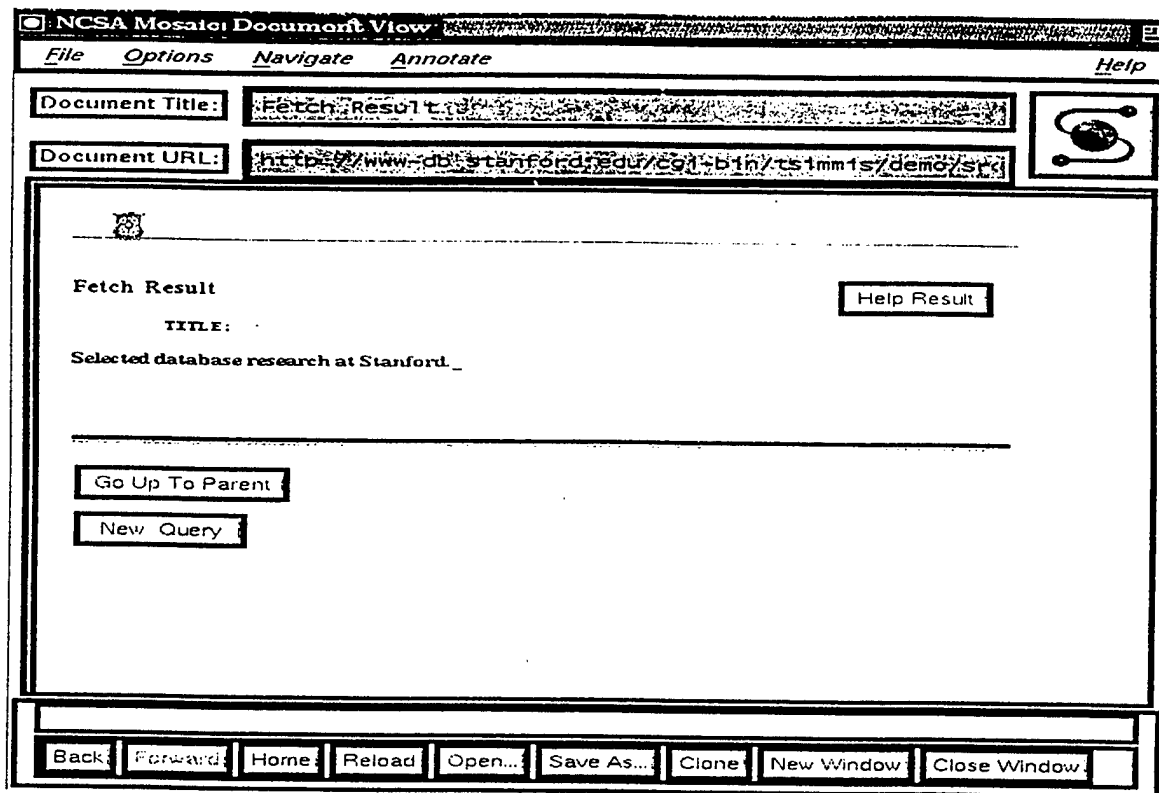 NCSA Mosaic: Document View
File Options Navigate Annotate Help
Document Title: Fetch Result
Document URL: http://www-db.stanford.edu/cgi-bin/tsimmis/demo/src
Fetch Result
Help Result
TITLE:
Selected database research at Stanford._
Go Up To Parent
New Query
Back Forward Home Reload Open... Save As... Clone New Window Close Window